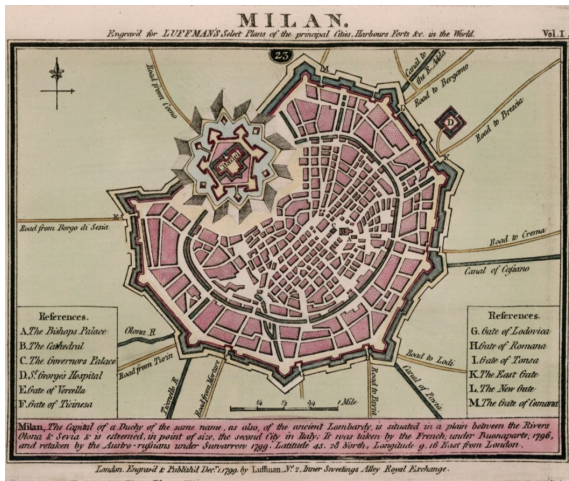 MILAN.
Engrav'd for LUFFMAN'S Select Plans of the principal Cities, Harbours Forts &c. in the World.
Vol. I
23
Canal to
the R. Adda
Road to Bergamo
Road from Como
Road to Brescia
D
Road from Borgo di Sesia
Road to Crema
Canal of Cassano
References.
A. The Bishops Palace
B. The Cathedral
C. The Governors Palace
D. St. George's Hospital
E. Gate of Vercella
F. Gate of Ticinesa
Olona R.
Road from Turin
Road to Lodi
Canal of Pavia
Road to Pavia
1 Mile
References.
G. Gate of Lodovica
H. Gate of Romana
I. Gate of Tonsa
K. The East Gate
L. The New Gate
M. The Gate of Comana
Milan, The Capital of a Duchy of the same name, as also, of the ancient Lombardy, is situated in a plain between the Rivers
Olona & Sevia & is esteemed, in point of size, the second City in Italy. It was taken by the French, under Buonaparte, 1796,
and retaken by the Austro-russians under Suwarrow 1799. Latitude 45. 28 North, Longitude 9. 16 East from London.
London. Engrav'd & Publish'd Decr. 1. 1799. by Luffman No. 2. Inner Sweetings Alley Royal Exchange.